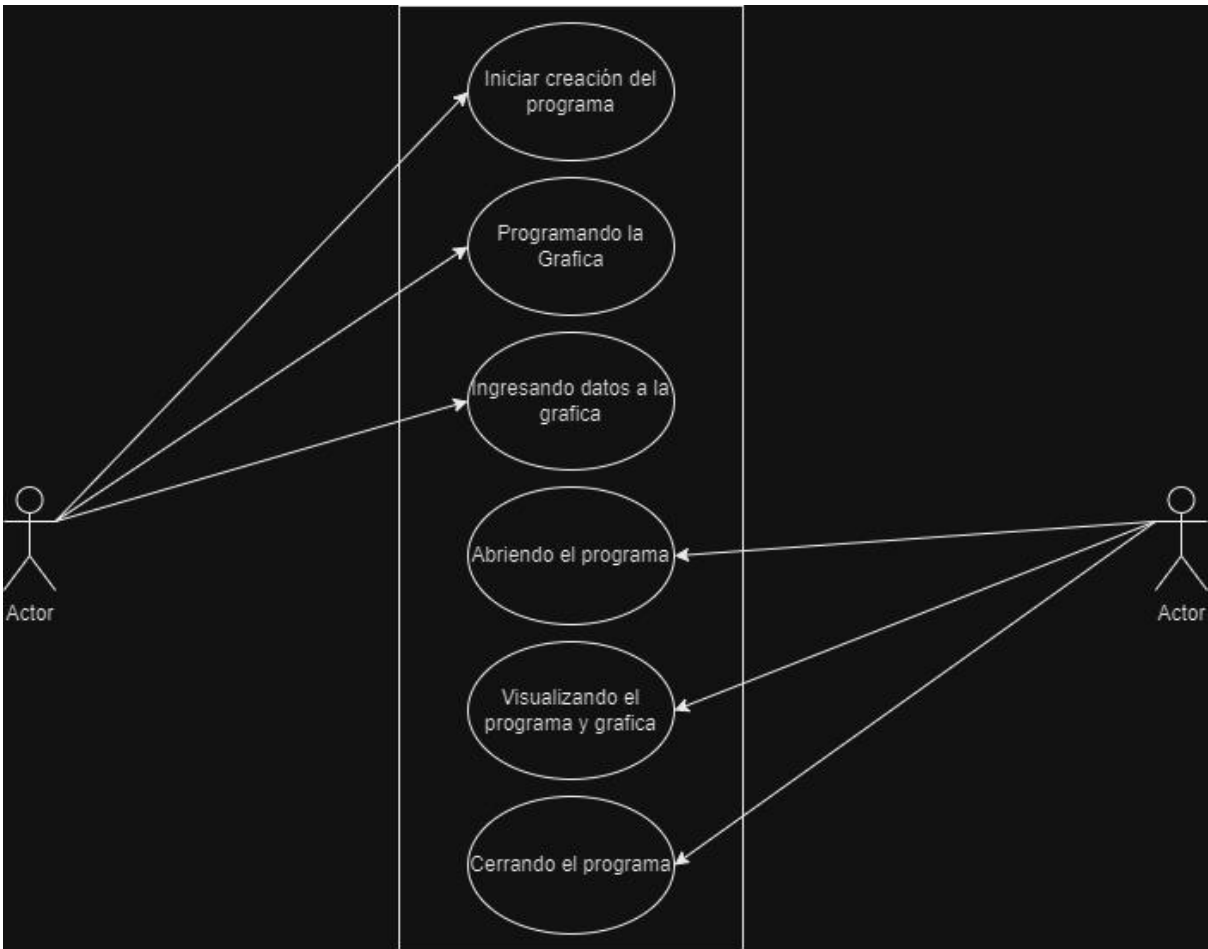 Iniciar creación del
programa
Programando la
Grafica
Ingresando datos a la
grafica
Abriendo el programa
Actor
Actor
Visualizando el
programa y grafica
Cerrando el programa